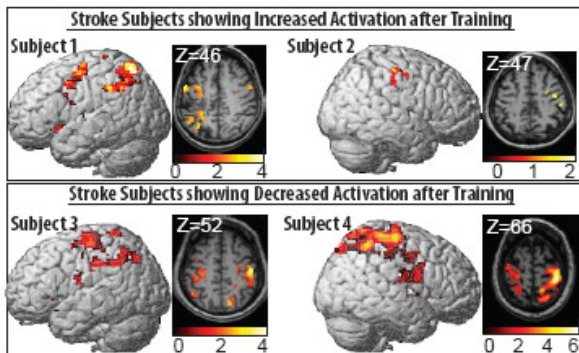 Stroke Subjects showing Increased Activation after Training
Subject 1
Z=46
0 2 4
Subject 2
Z=47
0 1 2
Stroke Subjects showing Decreased Activation after Training
Subject 3
Z=52
0 2 4
Subject 4
Z=66
0 2 4 6